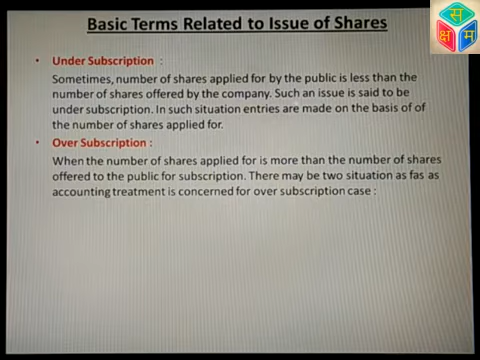 Basic Terms Related to Issue of Shares
स
क्ष
म
• Under Subscription :
Sometimes, number of shares applied for by the public is less than the
number of shares offered by the company. Such an issue is said to be
under subscription. In such situation entries are made on the basis of of
the number of shares applied for.
• Over Subscription :
When the number of shares applied for is more than the number of shares
offered to the public for subscription. There may be two situation as fas as
accounting treatment is concerned for over subscription case :